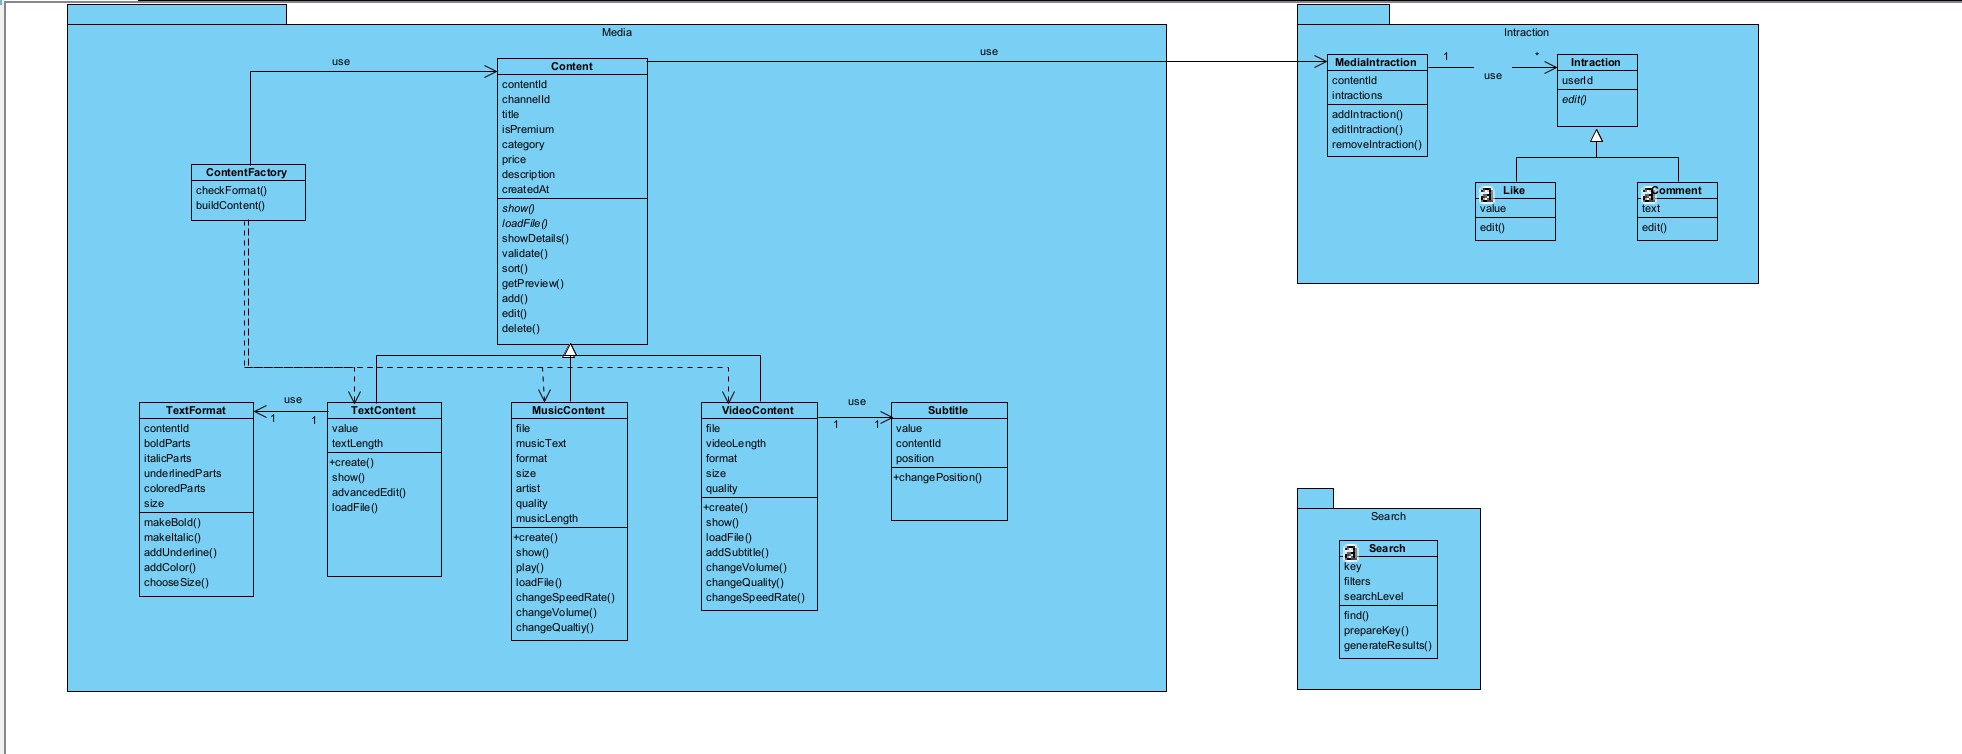 Media
use
Content
contentId
channelId
title
isPremium
category
price
description
createdAt
show()
loadFile()
showDetails()
validate()
sort()
getPreview()
add()
edit()
delete()
use
ContentFactory
checkFormat()
buildContent()
TextFormat
contentId
boldParts
italicParts
underlinedParts
coloredParts
size
makeBold()
makeItalic()
addUnderline()
addColor()
chooseSize()
use
1
1
TextContent
value
textLength
+create()
show()
advancedEdit()
loadFile()
MusicContent
file
musicText
format
size
artist
quality
musicLength
+create()
show()
play()
loadFile()
changeSpeedRate()
changeVolume()
changeQualtiy()
VideoContent
file
videoLength
format
size
quality
+create()
show()
loadFile()
addSubtitle()
changeVolume()
changeQuality()
changeSpeedRate()
use
1
1
Subtitle
value
contentId
position
+changePosition()
Intraction
MediaIntraction
contentId
intractions
addIntraction()
editIntraction()
removeIntraction()
1
use
*
Intraction
userId
edit()
a
Like
value
edit()
a
Comment
text
edit()
Search
a
Search
key
filters
searchLevel
find()
prepareKey()
generateResults()